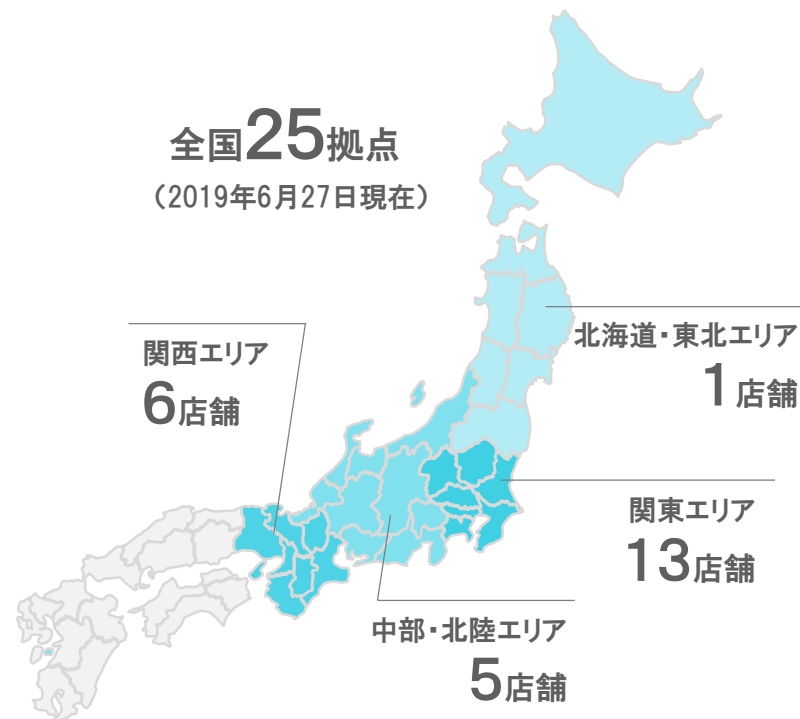 全国25拠点
（2019年6月27日現在）
北海道・東北エリア
1店舗
関西エリア
6店舗
関東エリア
13店舗
中部・北陸エリア
5店舗